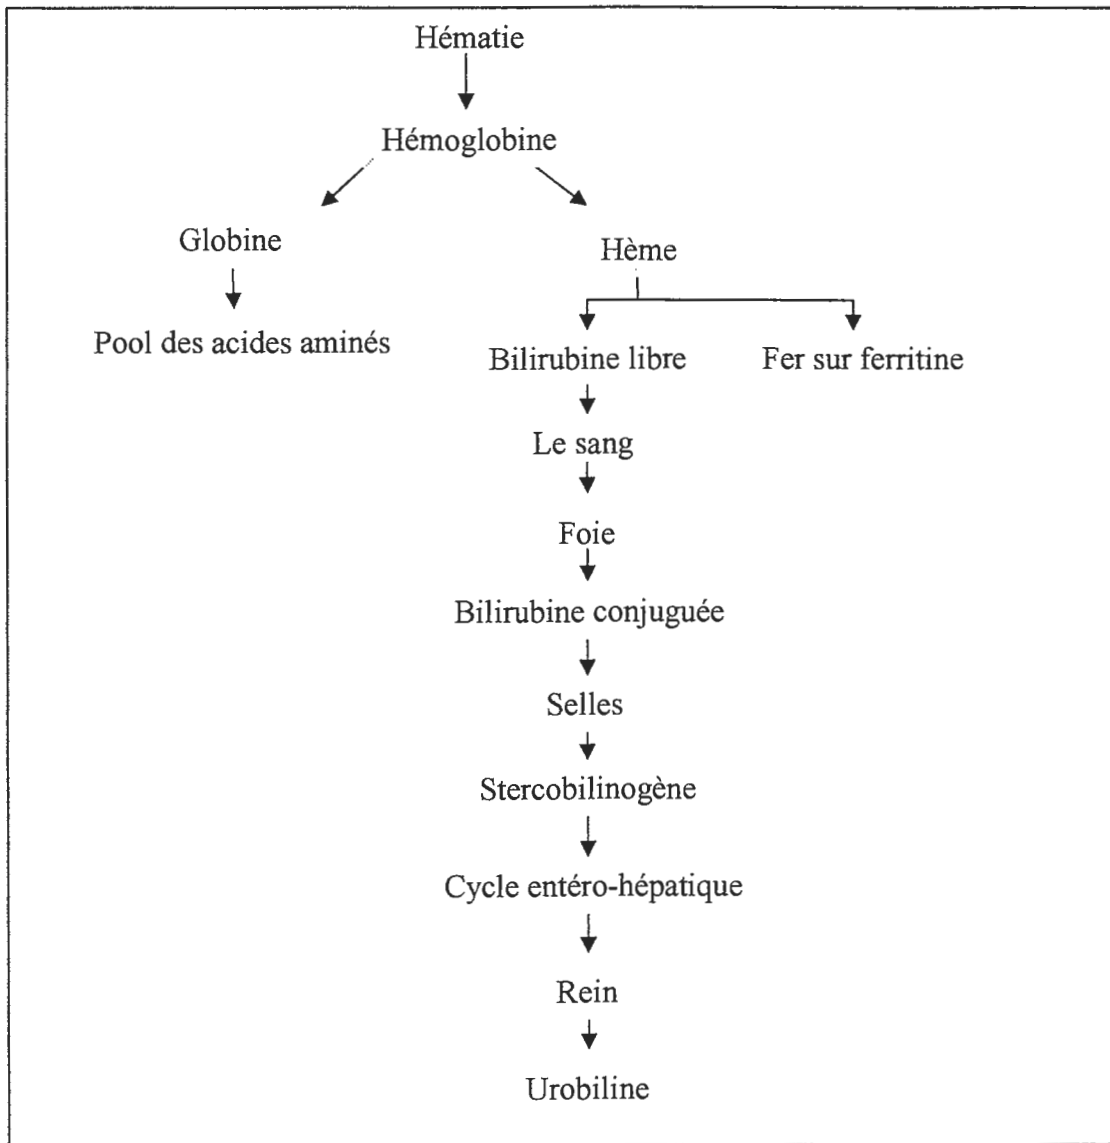 Hématie
Hémoglobine
Globine
Hème
Pool des acides aminés
Bilirubine libre
Fer sur ferritine
Le sang
Foie
Bilirubine conjuguée
Selles
Stercobilinogène
Cycle entéro-hépatique
Rein
Urobiline